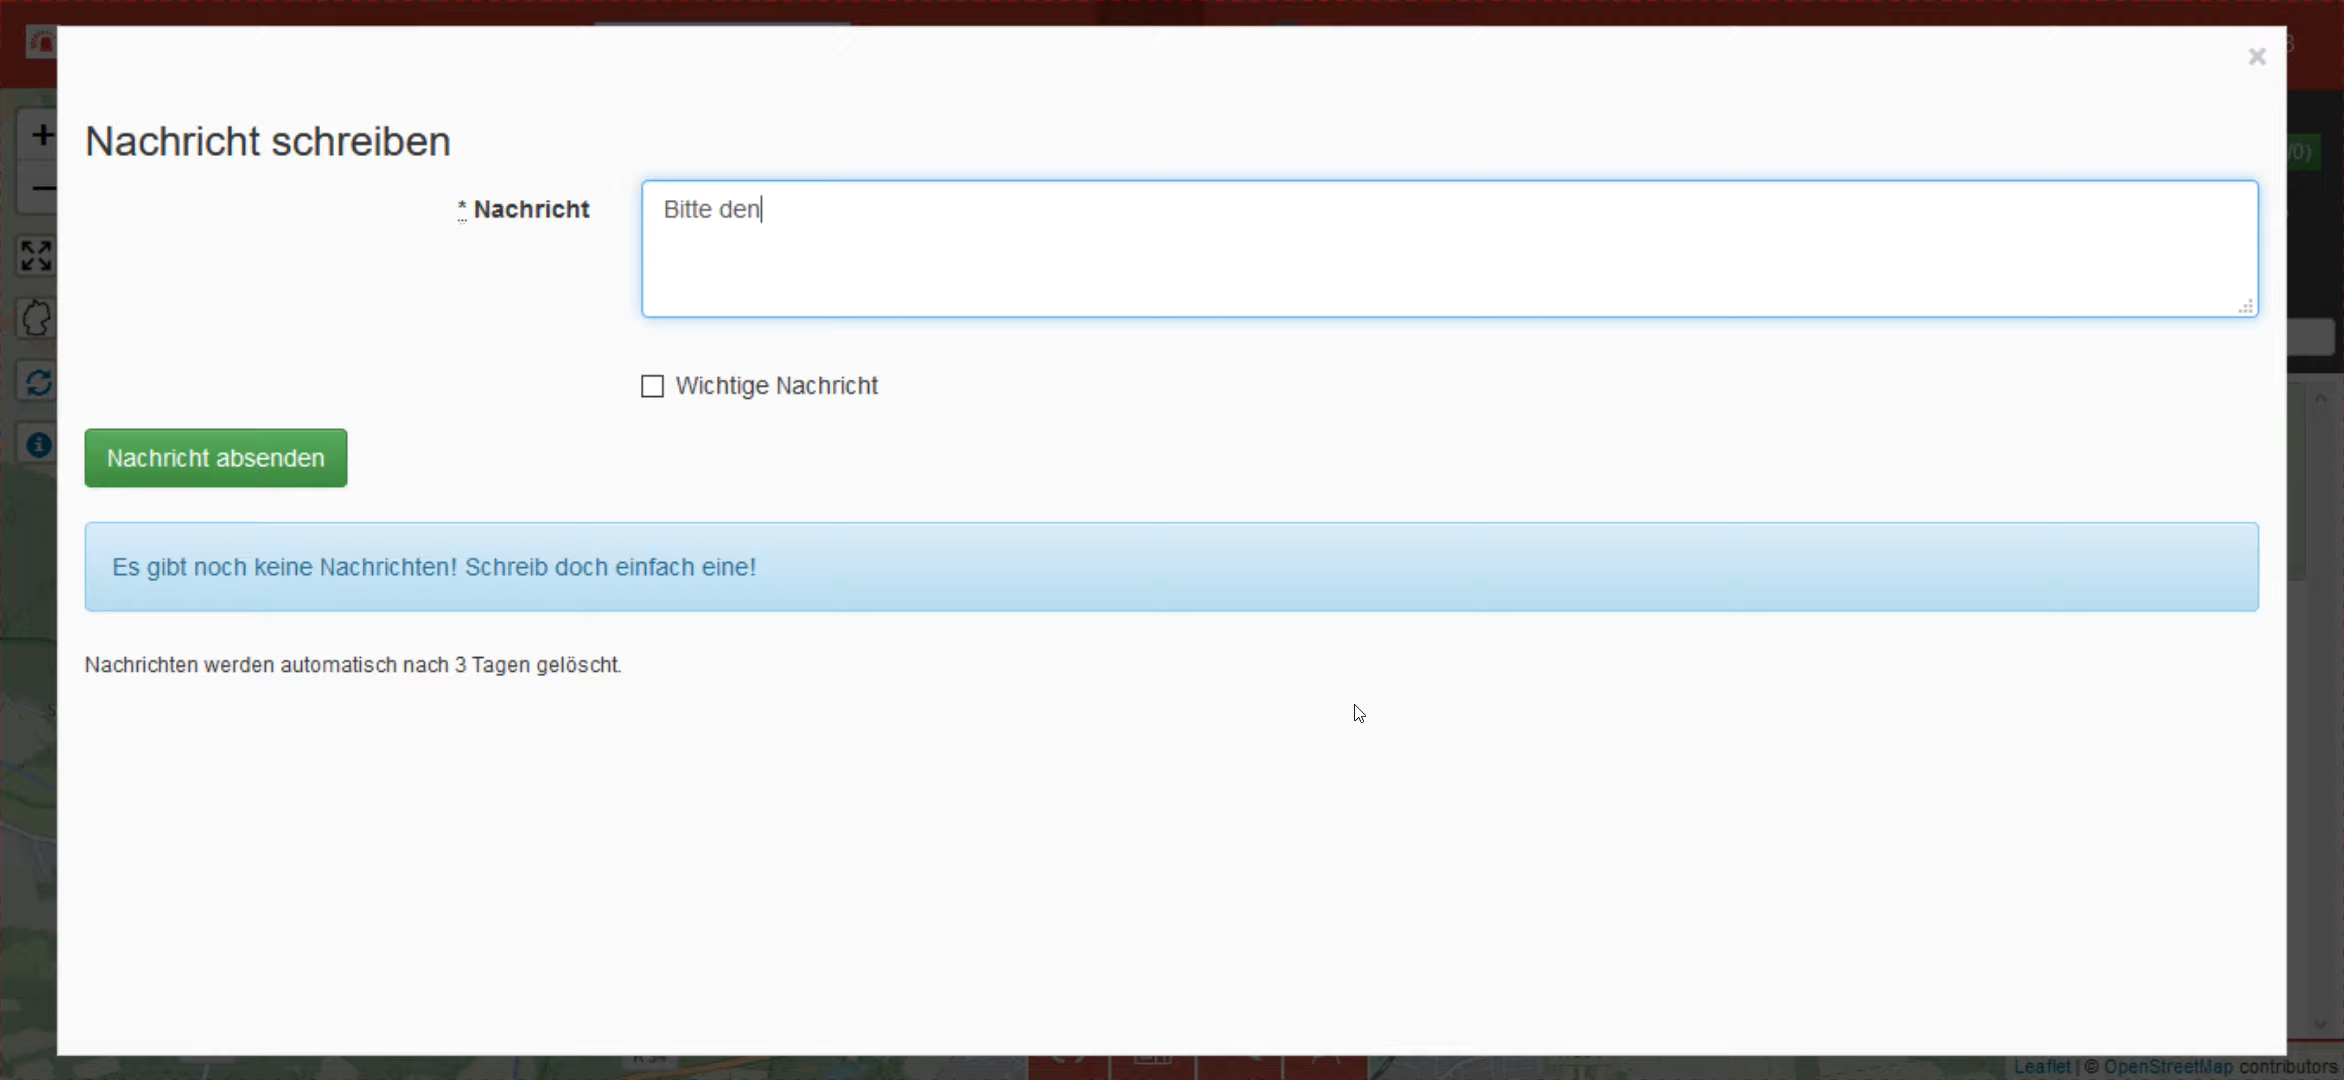 ×
Nachricht schreiben
* Nachricht
Bitte den
Wichtige Nachricht
Nachricht absenden
Es gibt noch keine Nachrichten! Schreib doch einfach eine!
Nachrichten werden automatisch nach 3 Tagen gelöscht.
+
−
/0)
Leaflet | © OpenStreetMap contributors